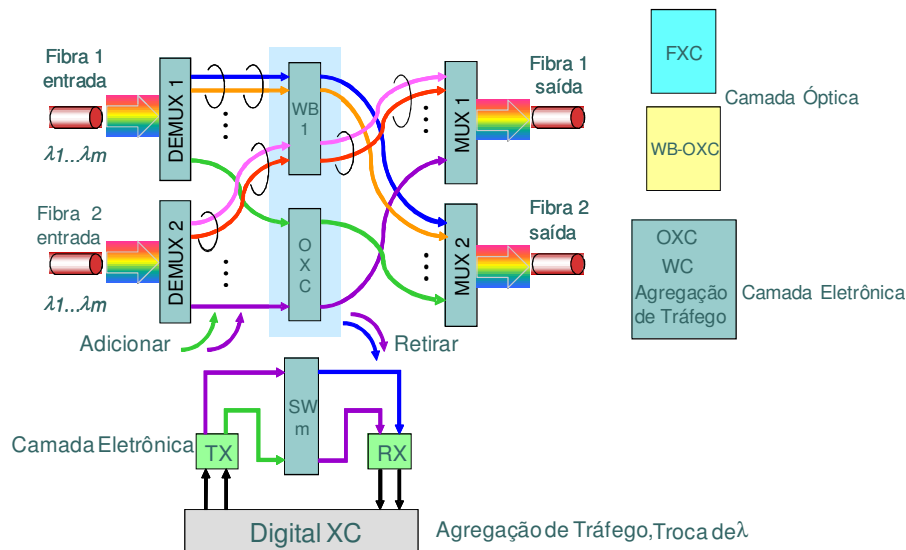 Fibra 1
entrada
λ1...λm
DEMUX 1
WB
1
MUX 1
Fibra 1
saída
Fibra 2
entrada
λ1...λm
DEMUX 2
O
X
C
MUX 2
Fibra 2
saída
Adicionar
Retirar
SW
m
Camada Eletrônica
TX
RX
Digital XC
Agregação de Tráfego,Troca de λ
FXC
Camada Óptica
WB-OXC
OXC
WC
Agregação
de Tráfego
Camada Eletrônica